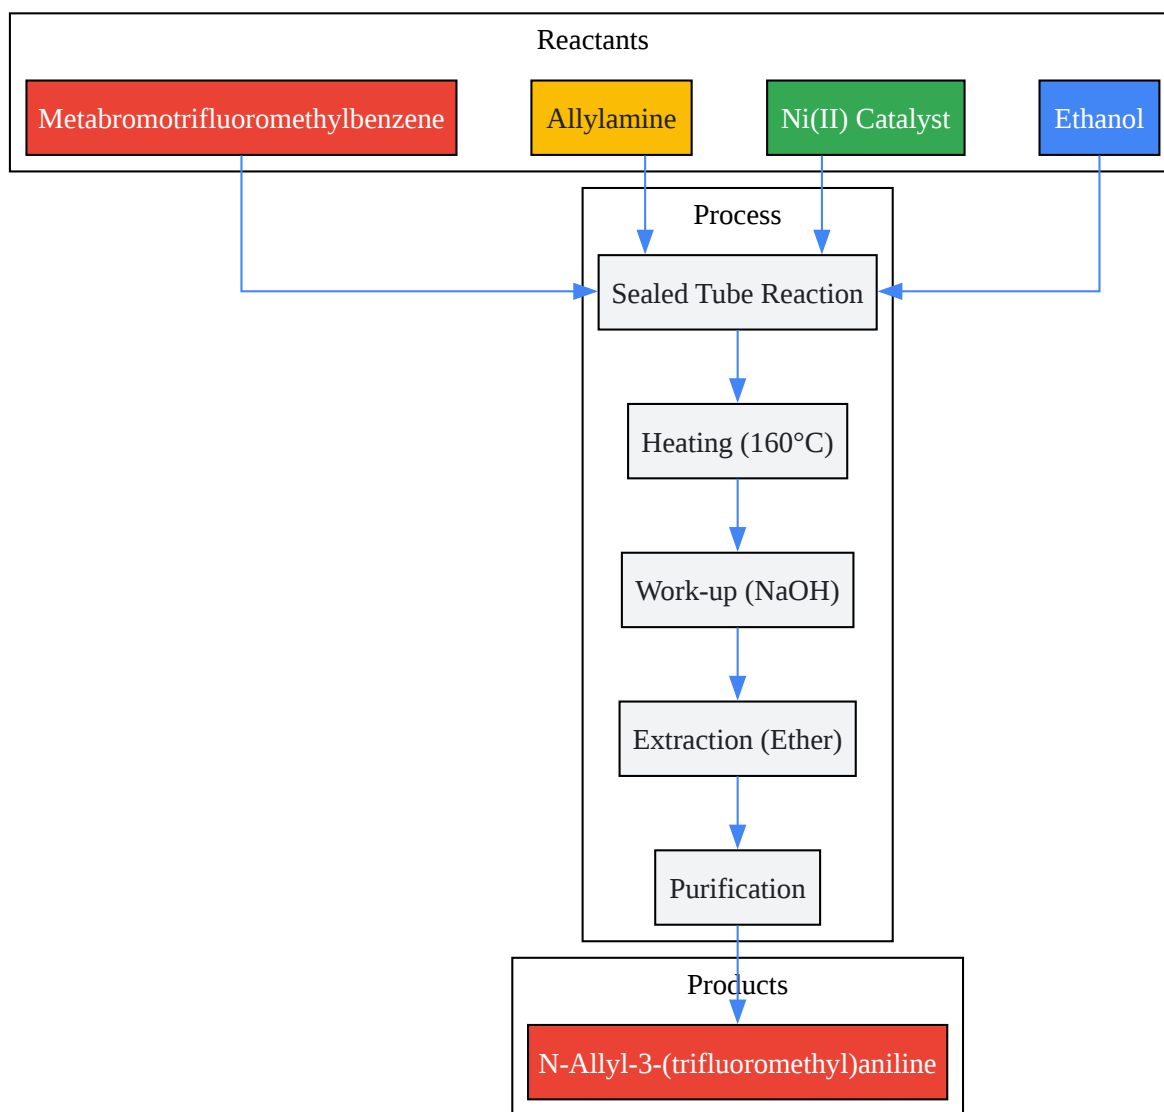 Reactants
Metabromotrifluoromethylbenzene
Allylamine
Ni(II) Catalyst
Ethanol
Process
Sealed Tube Reaction
Heating (160°C)
Work-up (NaOH)
Extraction (Ether)
Purification
Products
N-Allyl-3-(trifluoromethyl)aniline